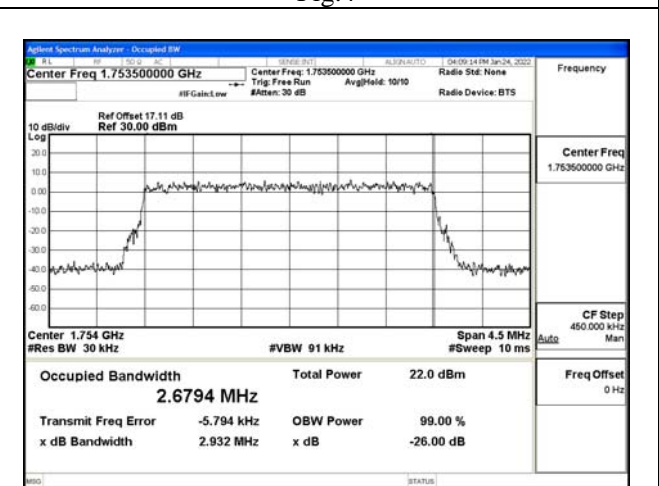 Agilent Spectrum Analyzer - Occupied BW
RL RF 50 Ω AC SENSE:INT ALIGN AUTO 04:09:14 PM Jan 24, 2022
Center Freq 1.753500000 GHz
Center Freq: 1.753500000 GHz
Radio Std: None
Frequency
Trig: Free Run Avg|Hold: 10/10
#IFGain:Low #Atten: 30 dB Radio Device: BTS
Ref Offset 17.11 dB
10 dB/div Ref 30.00 dBm
Log
20.0
10.0
0.00
-10.0
-20.0
-30.0
-40.0
-50.0
-60.0
Center Freq
1.753500000 GHz
Center 1.754 GHz Span 4.5 MHz
#Res BW 30 kHz #VBW 91 kHz #Sweep 10 ms
CF Step
450.000 kHz
Auto Man
Occupied Bandwidth Total Power 22.0 dBm
2.6794 MHz
Transmit Freq Error -5.794 kHz OBW Power 99.00 %
x dB Bandwidth 2.932 MHz x dB -26.00 dB
Freq Offset
0 Hz
MSG STATUS